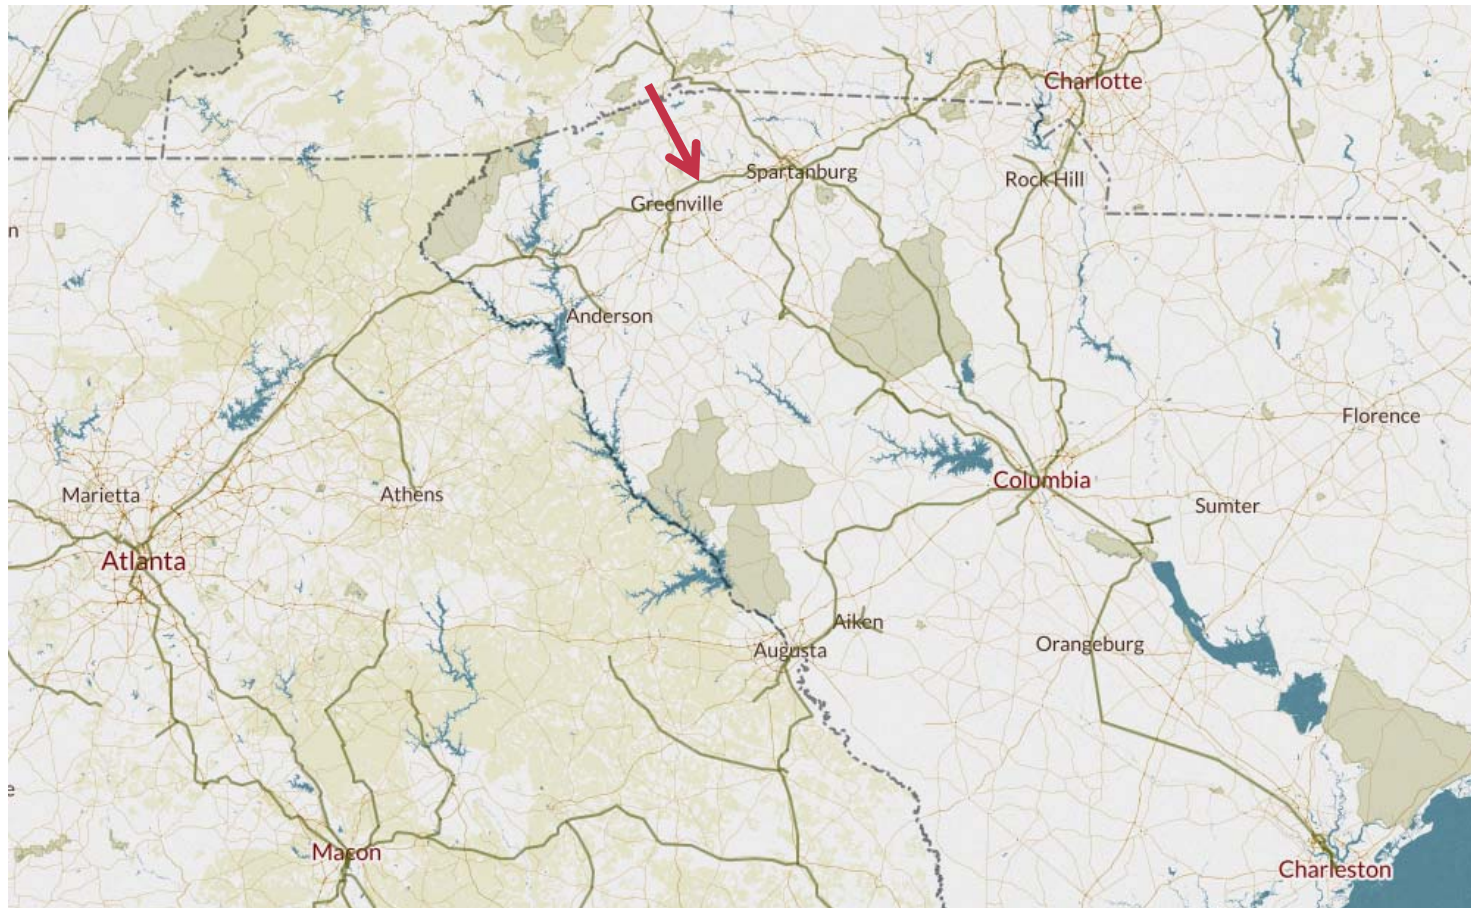 Charlotte
Spartanburg
Rock Hill
Greenville
n
Anderson
Florence
Columbia
Marietta
Athens
Sumter
Atlanta
Aiken
Orangeburg
Augusta
e
Macon
Charleston